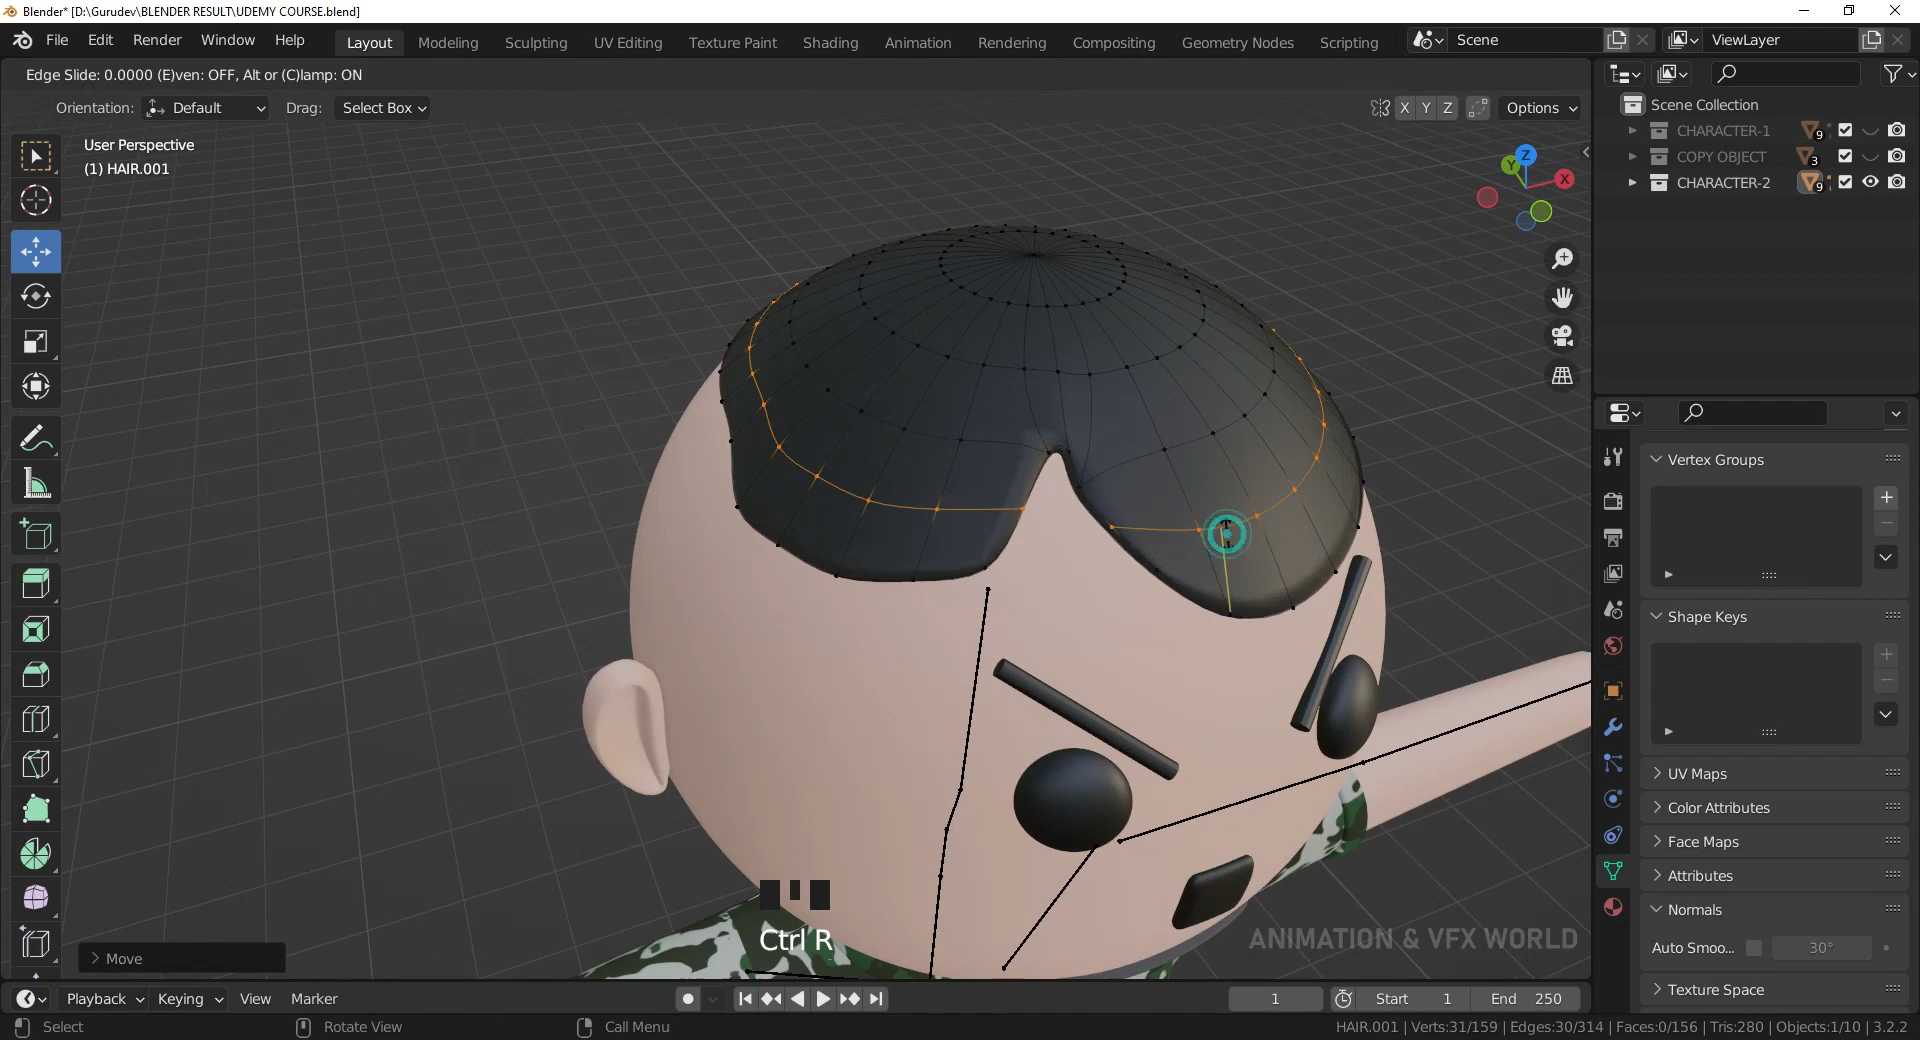 Blender* [D:\Gurudev\BLENDER RESULT\UDEMY COURSE.blend]
File Edit Render Window Help Layout Modeling Sculpting UV Editing Texture Paint Shading Animation Rendering Compositing Geometry Nodes Scripting Scene ViewLayer
Edge Slide: 0.0000 (E)ven: OFF, Alt or (C)lamp: ON
Orientation: Default Drag: Select Box X Y Z Options
User Perspective
(1) HAIR.001
Z
Y
X
Scene Collection
CHARACTER-1 9
COPY OBJECT 3
CHARACTER-2 9
Vertex Groups
Shape Keys
UV Maps
Color Attributes
Face Maps
Attributes
Normals
Auto Smoo... 30°
Texture Space
Ctrl R
ANIMATION & VFX WORLD
Move
Playback Keying View Marker 1 Start 1 End 250
Select Rotate View Call Menu HAIR.001 | Verts:31/159 | Edges:30/314 | Faces:0/156 | Tris:280 | Objects:1/10 | 3.2.2